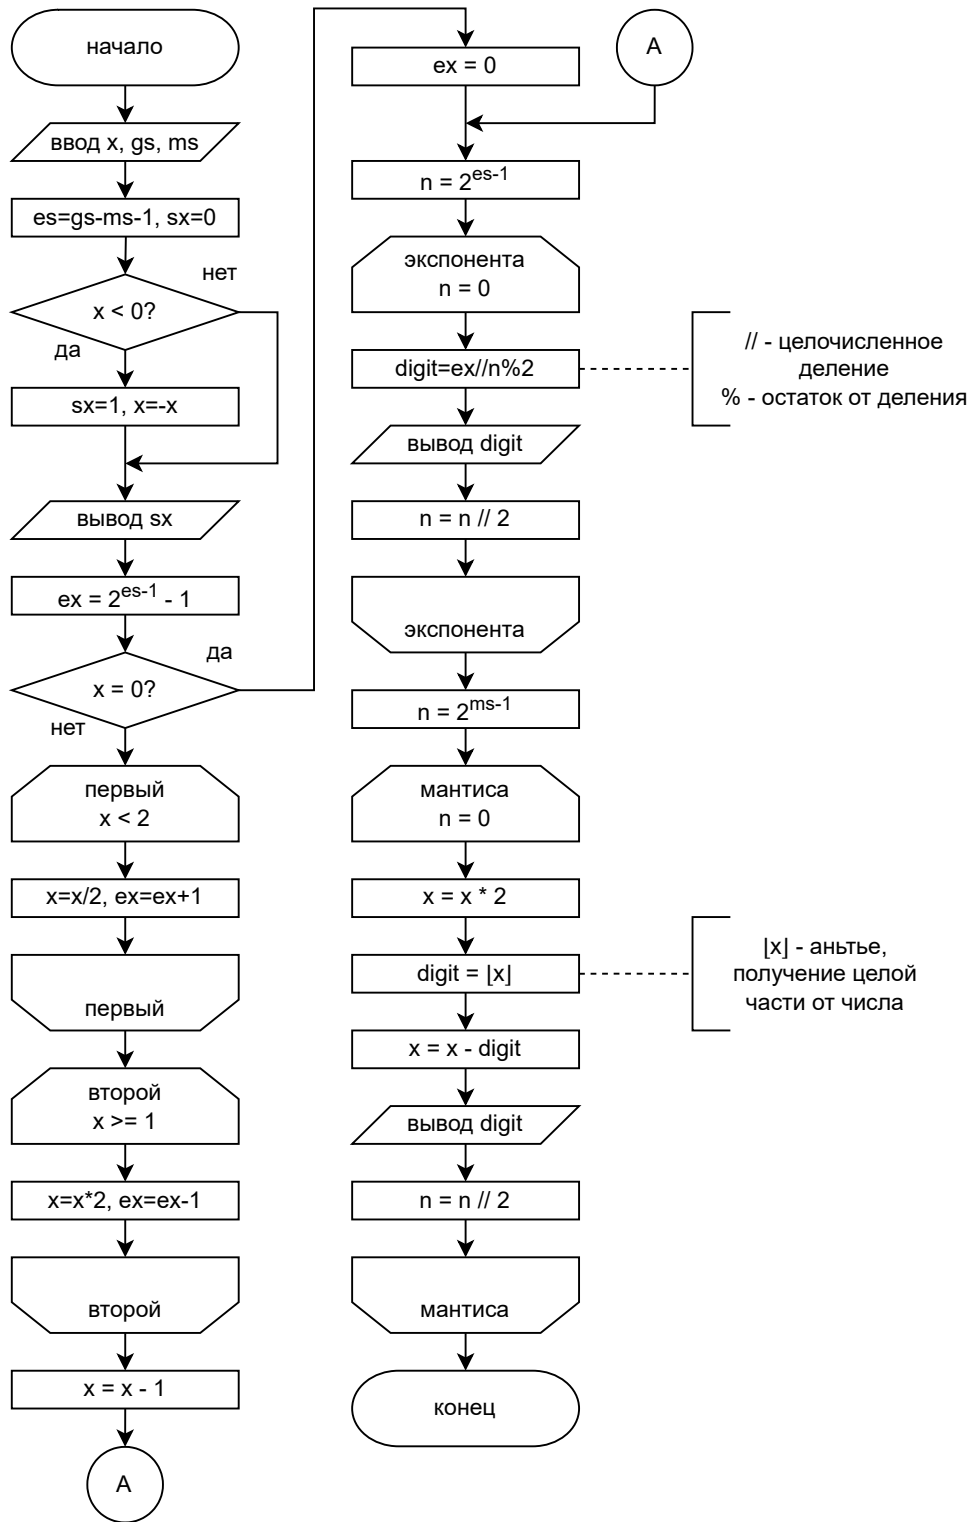 начало
ввод x, gs, ms
es=gs-ms-1, sx=0
нет
x < 0?
да
sx=1, x=-x
вывод sx
ex = 2^es-1 - 1
да
x = 0?
нет
первый
x < 2
x=x/2, ex=ex+1
первый
второй
x >= 1
x=x*2, ex=ex-1
второй
x = x - 1
A
ex = 0
A
n = 2^es-1
экспонента
n = 0
digit=ex//n%2
// - целочисленное
деление
% - остаток от деления
вывод digit
n = n // 2
экспонента
n = 2^ms-1
мантиса
n = 0
x = x * 2
digit = ⌊x⌋
⌊x⌋ - аньтье,
получение целой
части от числа
x = x - digit
вывод digit
n = n // 2
мантиса
конец